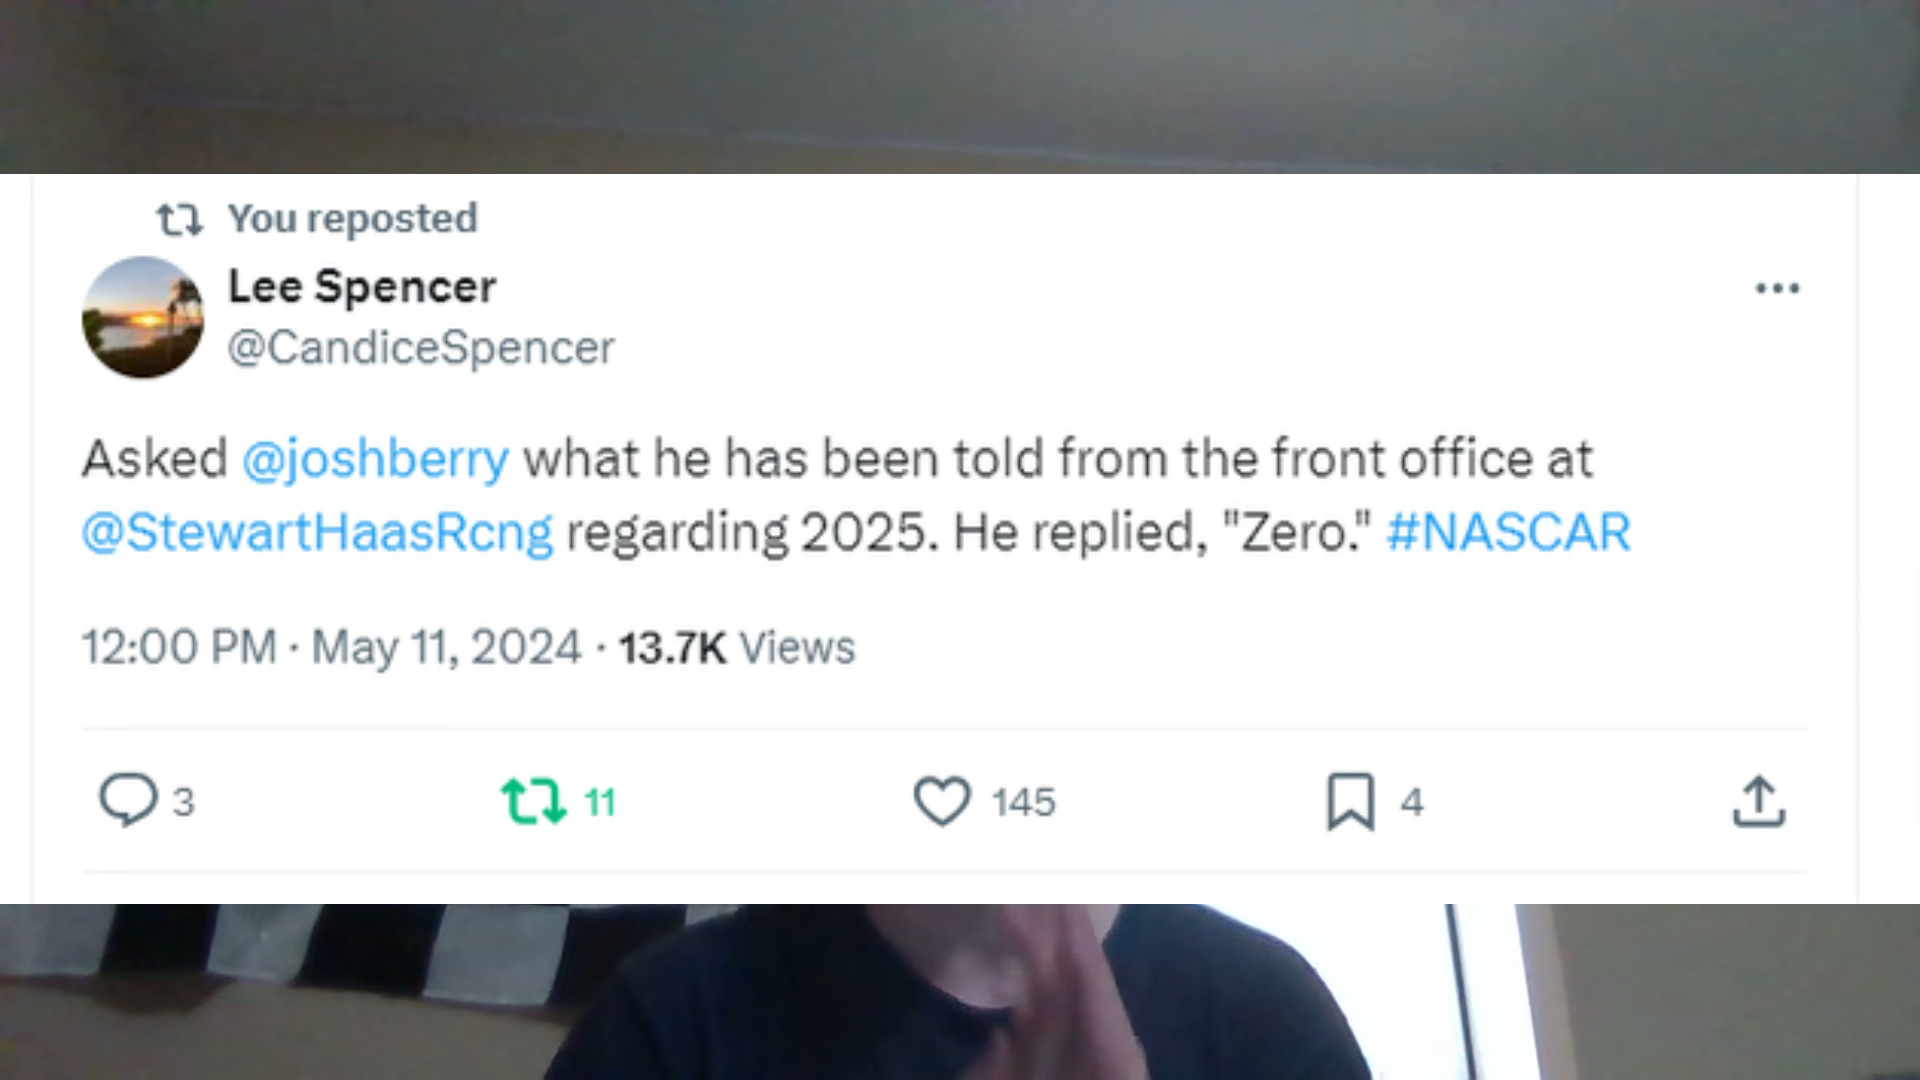 You reposted
Lee Spencer
@CandiceSpencer
Asked @joshberry what he has been told from the front office at
@StewartHaasRcng regarding 2025. He replied, "Zero." #NASCAR
12:00 PM · May 11, 2024 · 13.7K Views
3 11 145 4